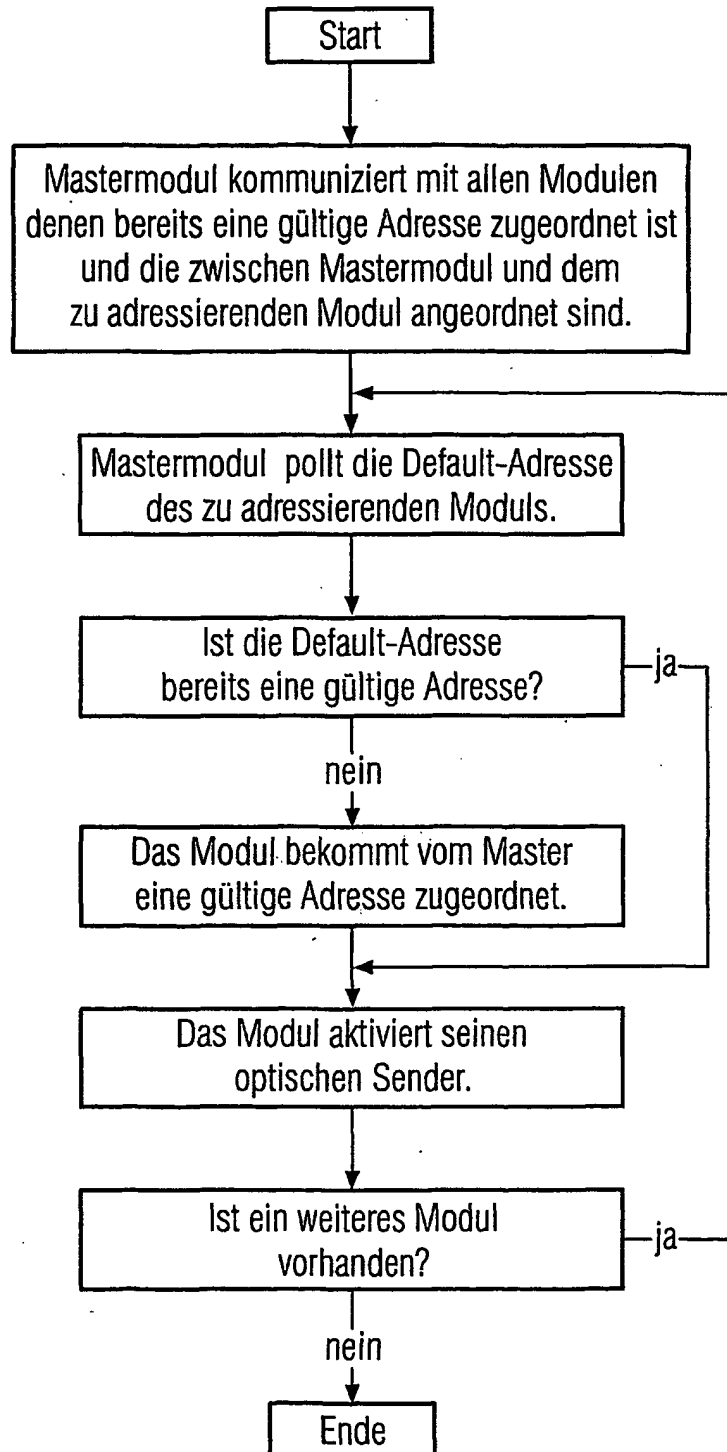 Start
Mastermodul kommuniziert mit allen Modulen
denen bereits eine gültige Adresse zugeordnet ist
und die zwischen Mastermodul und dem
zu adressierenden Modul angeordnet sind.
Mastermodul pollt die Default-Adresse
des zu adressierenden Moduls.
Ist die Default-Adresse
bereits eine gültige Adresse?
ja
nein
Das Modul bekommt vom Master
eine gültige Adresse zugeordnet.
Das Modul aktiviert seinen
optischen Sender.
Ist ein weiteres Modul
vorhanden?
ja
nein
Ende